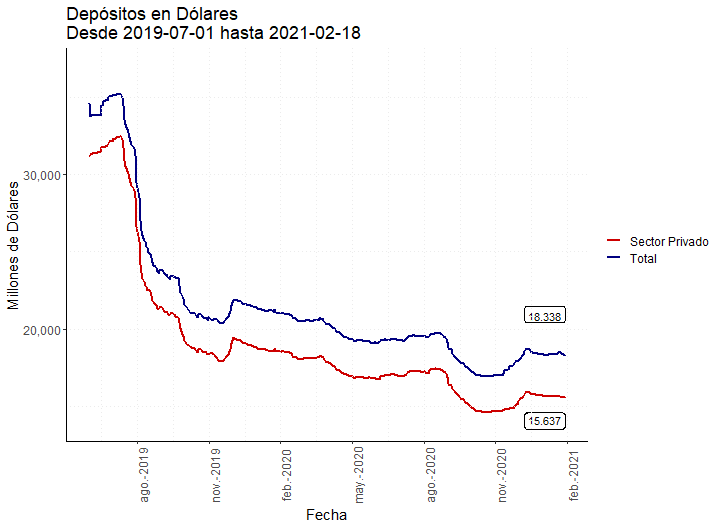 Depósitos en Dólares
Desde 2019-07-01 hasta 2021-02-18
Millones de Dólares
30,000
20,000
18.338
15.637
ago.-2019
nov.-2019
feb.-2020
may.-2020
ago.-2020
nov.-2020
feb.-2021
Fecha
Sector Privado
Total